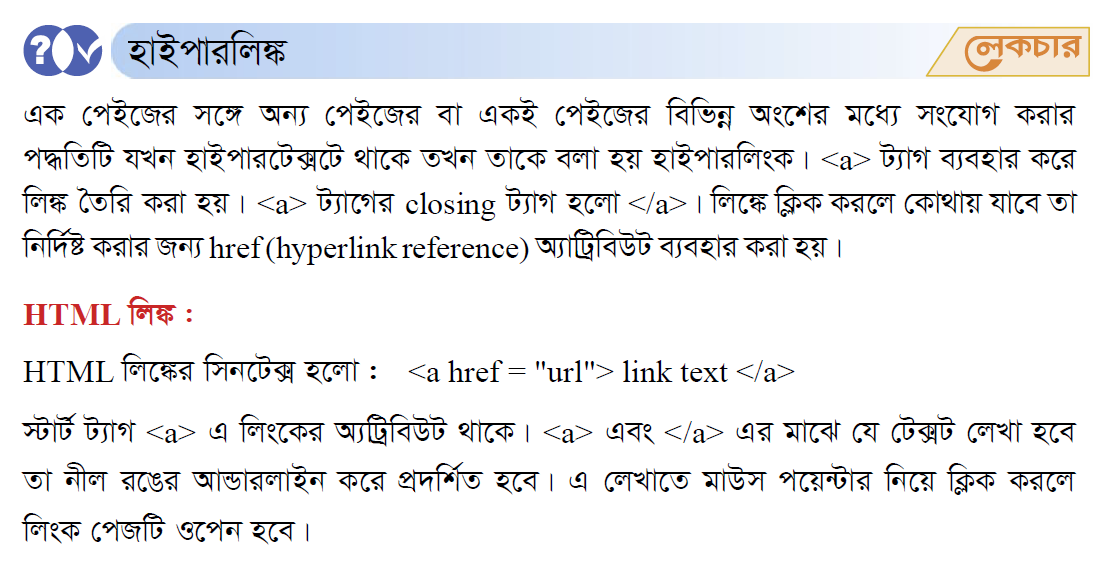 হাইপারলিঙ্ক
লেকচার
এক পেইজের সঙ্গে অন্য পেইজের বা একই পেইজের বিভিন্ন অংশের মধ্যে সংযোগ করার
পদ্ধতিটি যখন হাইপারটেক্সটে থাকে তখন তাকে বলা হয় হাইপারলিংক। <a> ট্যাগ ব্যবহার করে
লিঙ্ক তৈরি করা হয়। <a> ট্যাগের closing ট্যাগ হলো </a>। লিঙ্কে ক্লিক করলে কোথায় যাবে তা
নির্দিষ্ট করার জন্য href (hyperlink reference) অ্যাট্রিবিউট ব্যবহার করা হয়।
HTML লিঙ্ক :
HTML লিঙ্কের সিনটেক্স হলো : <a href = "url"> link text </a>
স্টার্ট ট্যাগ <a> এ লিংকের অ্যট্রিবিউট থাকে। <a> এবং </a> এর মাঝে যে টেক্সট লেখা হবে
তা নীল রঙের আন্ডারলাইন করে প্রদর্শিত হবে। এ লেখাতে মাউস পয়েন্টার নিয়ে ক্লিক করলে
লিংক পেজটি ওপেন হবে।